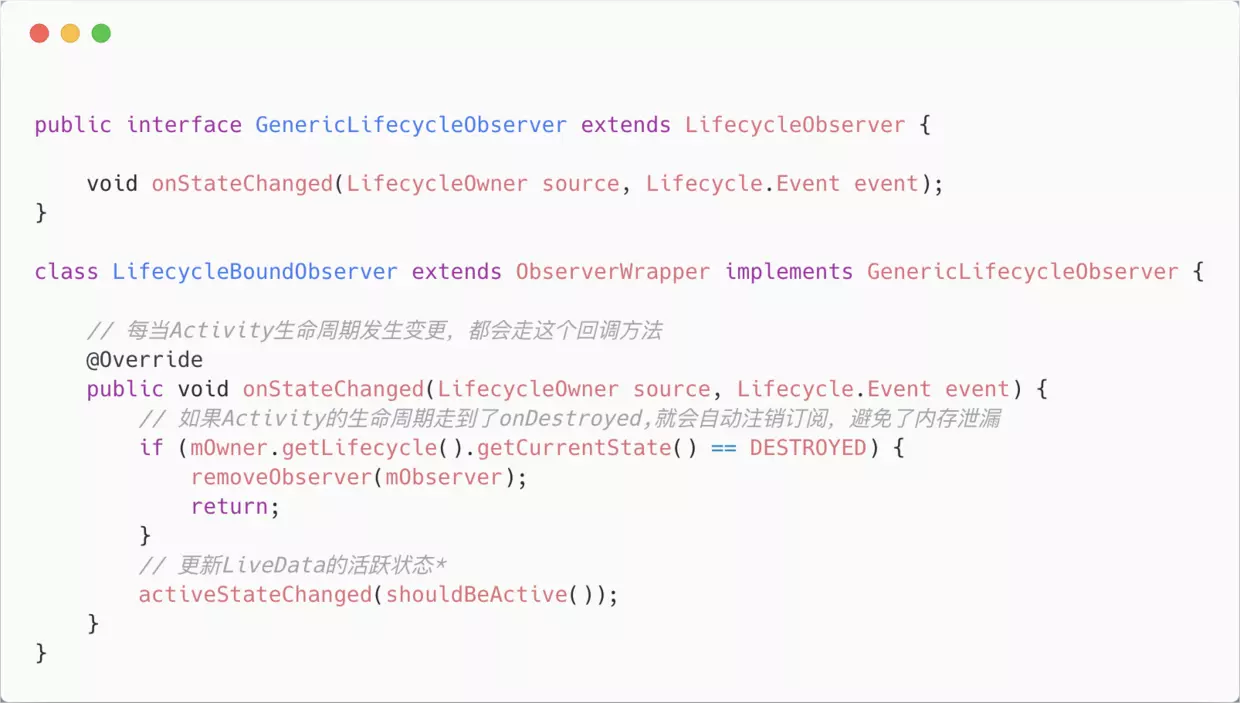 public interface GenericLifecycleObserver extends LifecycleObserver {
void onStateChanged(LifecycleOwner source, Lifecycle.Event event);
}
class LifecycleBoundObserver extends ObserverWrapper implements GenericLifecycleObserver {
// 每当Activity生命周期发生变更，都会走这个回调方法
@Override
public void onStateChanged(LifecycleOwner source, Lifecycle.Event event) {
// 如果Activity的生命周期走到了onDestroyed,就会自动注销订阅，避免了内存泄漏
if (mOwner.getLifecycle().getCurrentState() == DESTROYED) {
removeObserver(mObserver);
return;
}
// 更新LiveData的活跃状态*
activeStateChanged(shouldBeActive());
}
}